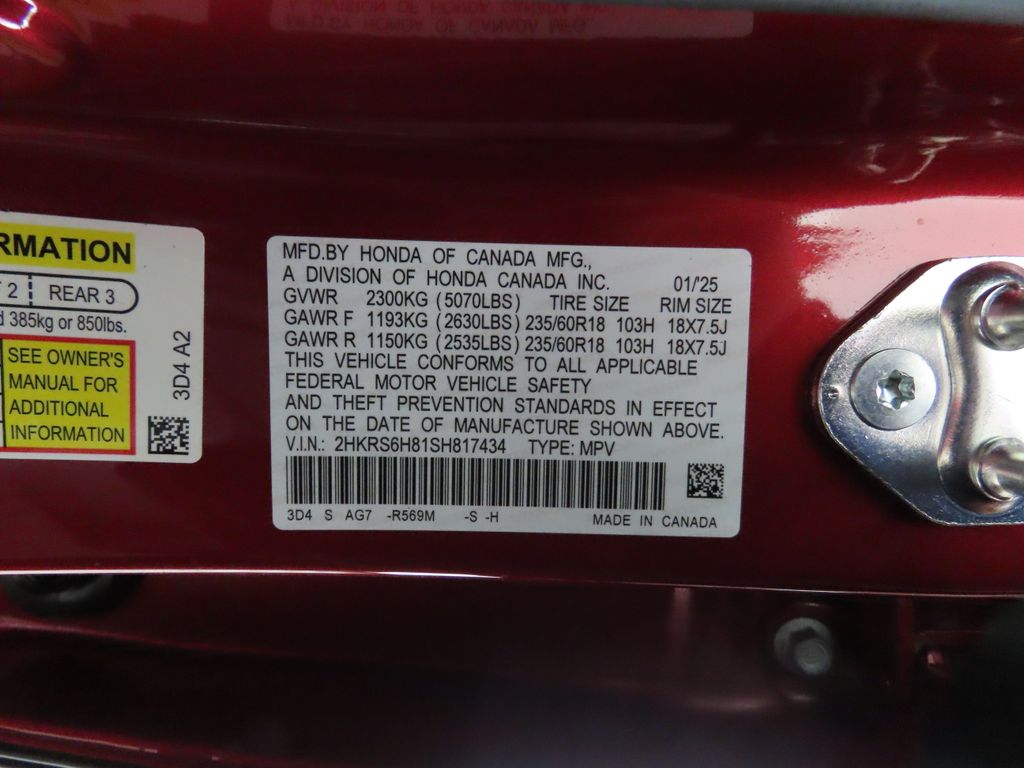 RMATION
2 REAR 3
385kg or 850lbs.
SEE OWNER'S
MANUAL FOR
ADDITIONAL
INFORMATION
3D4 A2
MFD.BY HONDA OF CANADA MFG.,
A DIVISION OF HONDA CANADA INC. 01/'25
GVWR 2300KG (5070LBS) TIRE SIZE RIM SIZE
GAWR F 1193KG (2630LBS) 235/60R18 103H 18X7.5J
GAWR R 1150KG (2535LBS) 235/60R18 103H 18X7.5J
THIS VEHICLE CONFORMS TO ALL APPLICABLE
FEDERAL MOTOR VEHICLE SAFETY
AND THEFT PREVENTION STANDARDS IN EFFECT
ON THE DATE OF MANUFACTURE SHOWN ABOVE.
V.I.N.: 2HKRS6H81SH817434 TYPE: MPV
3D4 S AG7 -R569M -S -H MADE IN CANADA